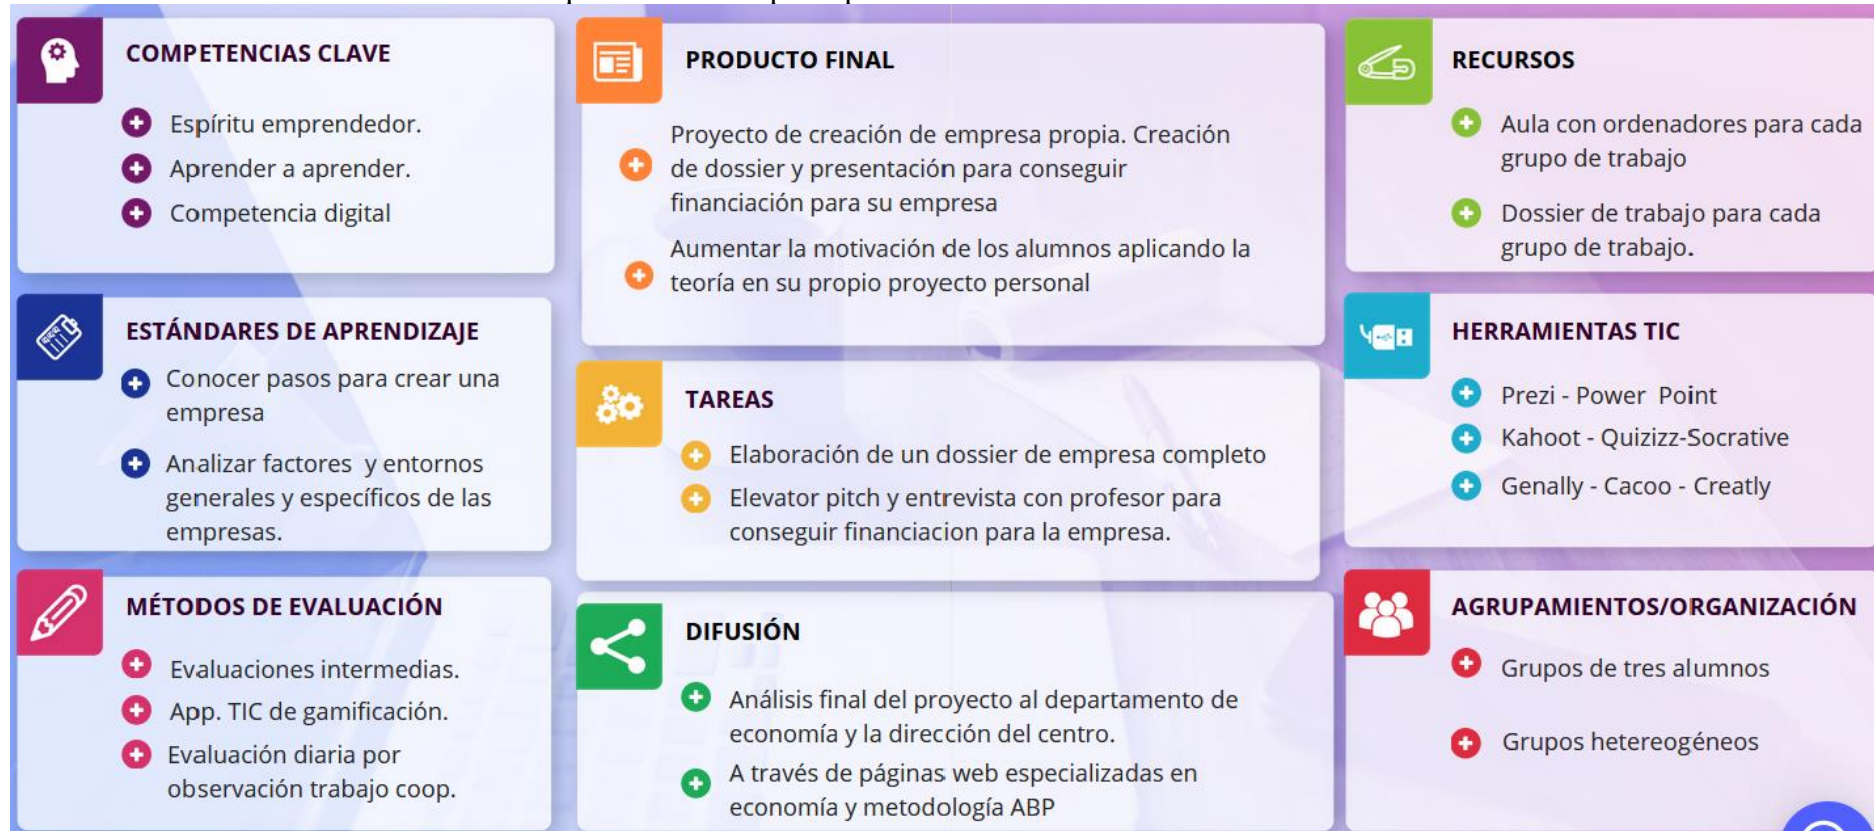 COMPETENCIAS CLAVE
Espíritu emprendedor.
Aprender a aprender.
Competencia digital
ESTÁNDARES DE APRENDIZAJE
Conocer pasos para crear una
empresa
Analizar factores y entornos
generales y específicos de las
empresas.
MÉTODOS DE EVALUACIÓN
Evaluaciones intermedias.
App. TIC de gamificación.
Evaluación diaria por
observación trabajo coop.
PRODUCTO FINAL
Proyecto de creación de empresa propia. Creación
de dossier y presentación para conseguir
financiación para su empresa
Aumentar la motivación de los alumnos aplicando la
teoría en su propio proyecto personal
TAREAS
Elaboración de un dossier de empresa completo
Elevator pitch y entrevista con profesor para
conseguir financiacion para la empresa.
DIFUSIÓN
Análisis final del proyecto al departamento de
economía y la dirección del centro.
A través de páginas web especializadas en
economía y metodología ABP
RECURSOS
Aula con ordenadores para cada
grupo de trabajo
Dossier de trabajo para cada
grupo de trabajo.
HERRAMIENTAS TIC
Prezi - Power Point
Kahoot - Quizizz-Socrative
Genally - Cacoo - Creatly
AGRUPAMIENTOS/ORGANIZACIÓN
Grupos de tres alumnos
Grupos hetereogéneos